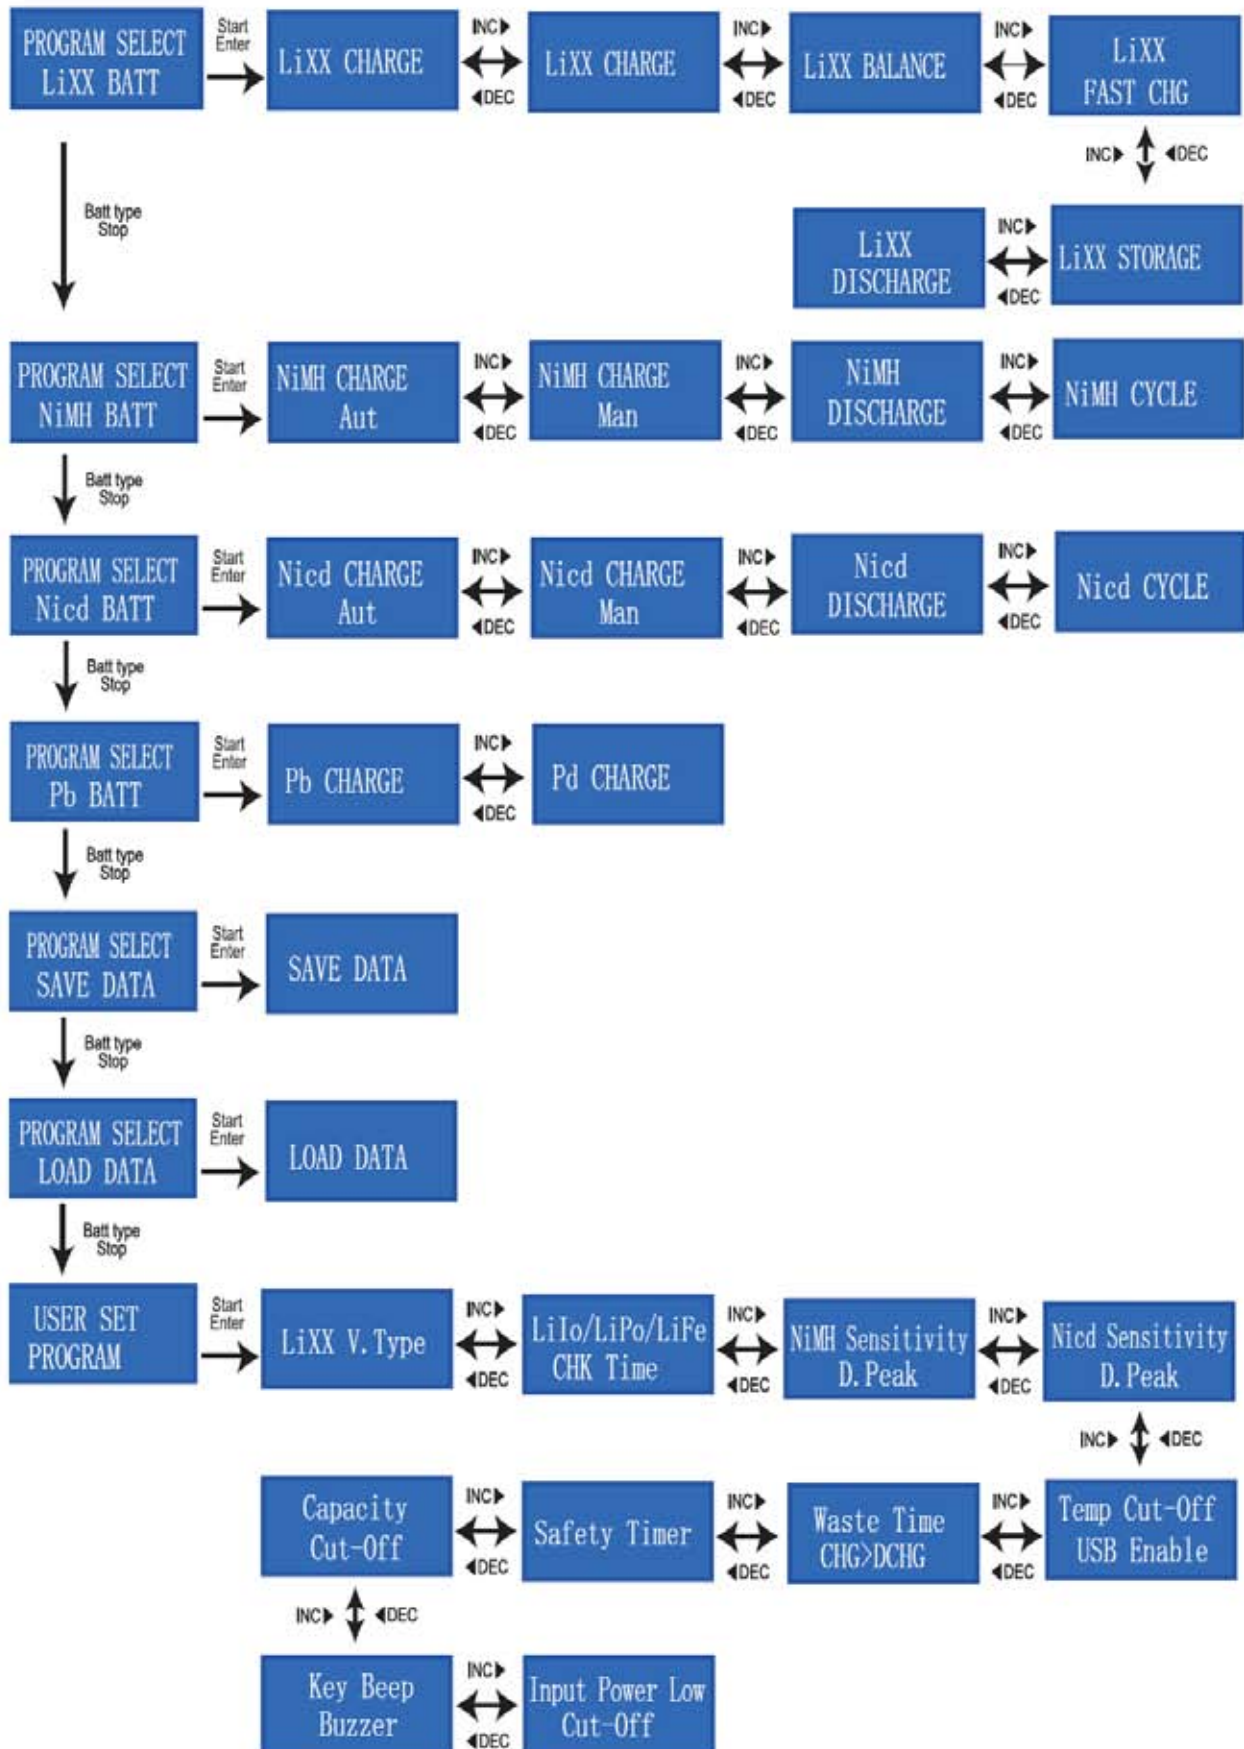 PROGRAM SELECT
LiXX BATT
Start
Enter
LiXX CHARGE
INC▶
◀DEC
LiXX CHARGE
INC▶
◀DEC
LiXX BALANCE
INC▶
◀DEC
LiXX
FAST CHG
INC▶ ◀DEC
Batt type
Stop
LiXX
DISCHARGE
INC▶
◀DEC
LiXX STORAGE
PROGRAM SELECT
NiMH BATT
Start
Enter
NiMH CHARGE
Aut
INC▶
◀DEC
NiMH CHARGE
Man
INC▶
◀DEC
NiMH
DISCHARGE
INC▶
◀DEC
NiMH CYCLE
Batt type
Stop
PROGRAM SELECT
Nicd BATT
Start
Enter
Nicd CHARGE
Aut
INC▶
◀DEC
Nicd CHARGE
Man
INC▶
◀DEC
Nicd
DISCHARGE
INC▶
◀DEC
Nicd CYCLE
Batt type
Stop
PROGRAM SELECT
Pb BATT
Start
Enter
Pb CHARGE
INC▶
◀DEC
Pd CHARGE
Batt type
Stop
PROGRAM SELECT
SAVE DATA
Start
Enter
SAVE DATA
Batt type
Stop
PROGRAM SELECT
LOAD DATA
Start
Enter
LOAD DATA
Batt type
Stop
USER SET
PROGRAM
Start
Enter
LiXX V.Type
INC▶
◀DEC
LiIo/LiPo/LiFe
CHK Time
INC▶
◀DEC
NiMH Sensitivity
D.Peak
INC▶
◀DEC
Nicd Sensitivity
D.Peak
INC▶ ◀DEC
Capacity
Cut-Off
INC▶
◀DEC
Safety Timer
INC▶
◀DEC
Waste Time
CHG>DCHG
INC▶
◀DEC
Temp Cut-Off
USB Enable
INC▶ ◀DEC
Key Beep
Buzzer
INC▶
◀DEC
Input Power Low
Cut-Off